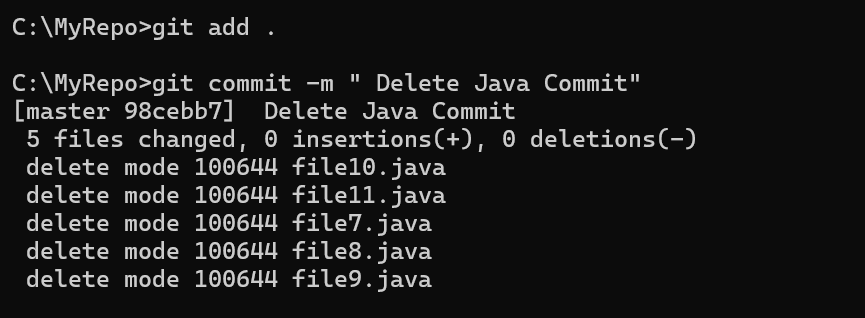 C:\MyRepo>git add .
C:\MyRepo>git commit -m " Delete Java Commit"
[master 98cebb7]  Delete Java Commit
 5 files changed, 0 insertions(+), 0 deletions(-)
 delete mode 100644 file10.java
 delete mode 100644 file11.java
 delete mode 100644 file7.java
 delete mode 100644 file8.java
 delete mode 100644 file9.java